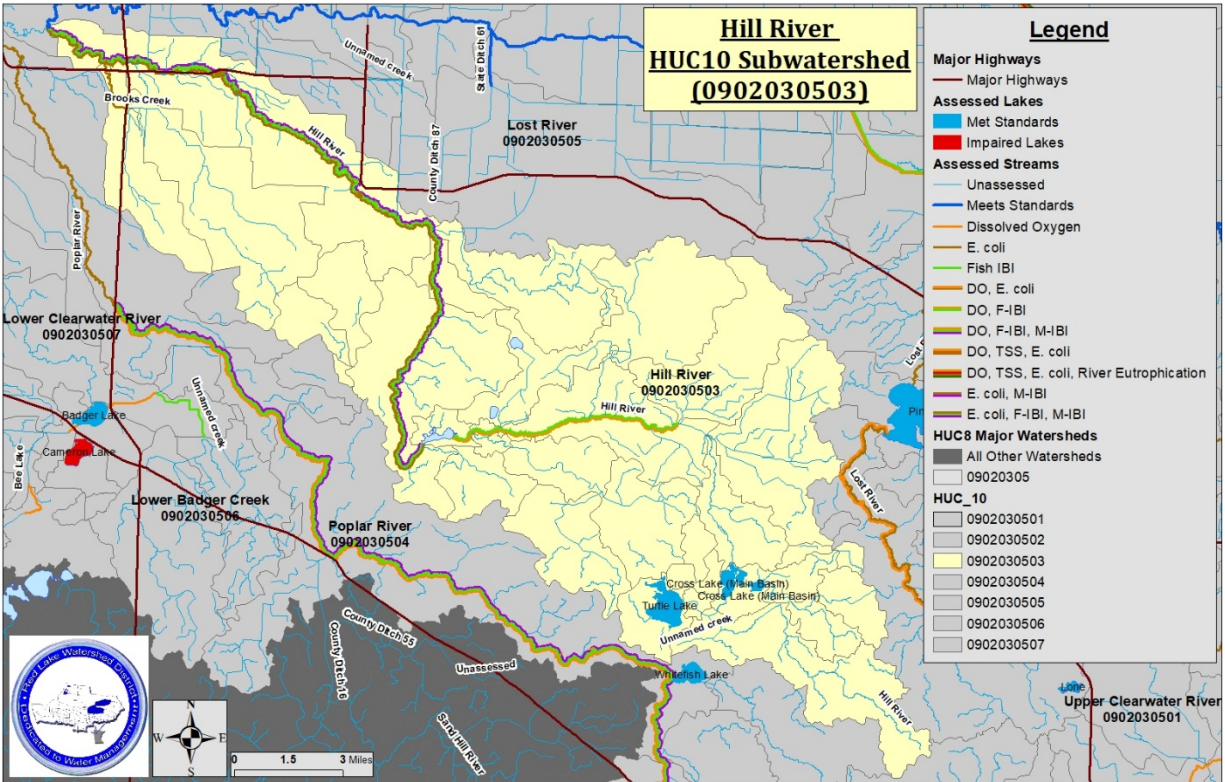 Hill River
HUC10 Subwatershed
(0902030503)
Legend
Major Highways
Major Highways
Assessed Lakes
Met Standards
Impaired Lakes
Assessed Streams
Unassessed
Meets Standards
Dissolved Oxygen
E. coli
Fish IBI
DO, E. coli
DO, F-IBI
DO, F-IBI, M-IBI
DO, TSS, E. coli
DO, TSS, E. coli, River Eutrophication
E. coli, M-IBI
E. coli, F-IBI, M-IBI
HUC8 Major Watersheds
All Other Watersheds
09020305
HUC_10
0902030501
0902030502
0902030503
0902030504
0902030505
0902030506
0902030507
Unnamed creek
State Ditch 61
Brooks Creek
Hill River
County Ditch 87
Lost River
0902030505
Poplar River
Lower Clearwater River
0902030507
Unnamed creek
Badger Lake
Cameron Lake
Bee Lake
Hill River
0902030503
Hill River
Lost River
Lower Badger Creek
0902030506
Poplar River
0902030504
Cross Lake (Main Basin)
Cross Lake (Main Basin)
Turtle Lake
Unnamed creek
County Ditch 55
County Ditch 16
Unassessed
Whitefish Lake
Sand Hill River
Hill River
Lone
Upper Clearwater River
0902030501
Red Lake Watershed District
Dedicated to Water Management
N
W E
S
0 1.5 3 Miles